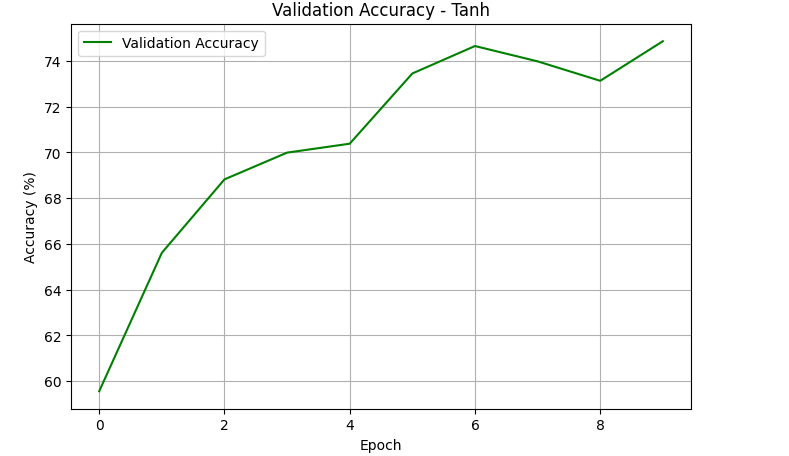 Validation Accuracy - Tanh
Validation Accuracy
Accuracy (%)
74
72
70
68
66
64
62
60
0 2 4 6 8
Epoch